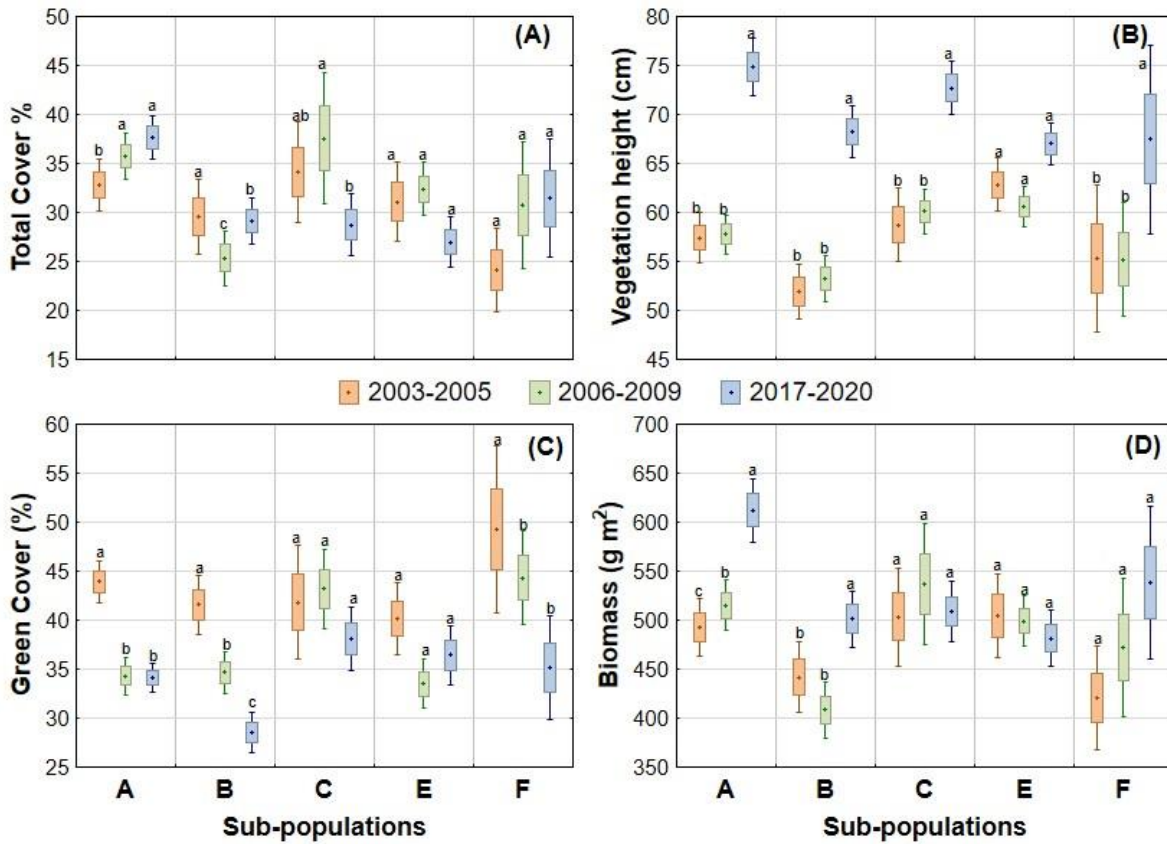 Total Cover %
50
45
40
35
30
25
20
15
(A)
b a a
a c b
ab a b
a a a
a a a
Vegetation height (cm)
80
75
70
65
60
55
50
45
(B)
b b a
b b a
b b a
a a a
b b a
2003-2005 2006-2009 2017-2020
Green Cover (%)
60
55
50
45
40
35
30
25
(C)
a b b
a b c
a a a
a a a
a b b
A B C E F
Sub-populations
Biomass (g m²)
700
650
600
550
500
450
400
350
(D)
c b a
b b a
a a a
a a a
a a a
A B C E F
Sub-populations